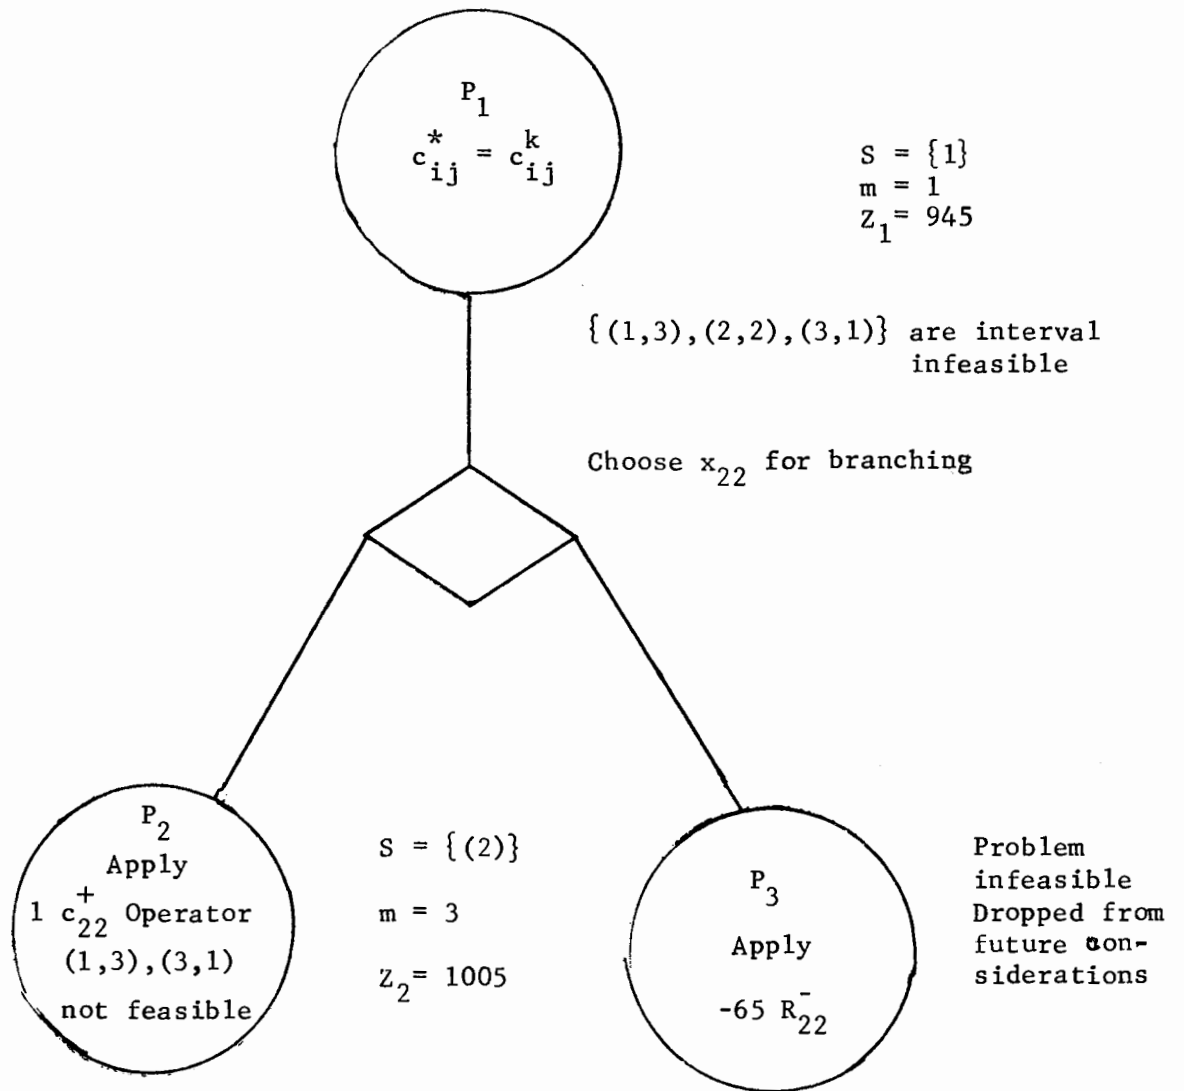 P₁
c*ᵢⱼ = cᵏᵢⱼ
S = {1}
m = 1
Z₁= 945
{(1,3),(2,2),(3,1)} are interval
infeasible
Choose x₂₂ for branching
P₂
Apply
1 c⁺₂₂ Operator
(1,3),(3,1)
not feasible
S = {(2)}
m = 3
Z₂= 1005
P₃
Apply
-65 R⁻₂₂
Problem
infeasible
Dropped from
future con-
siderations